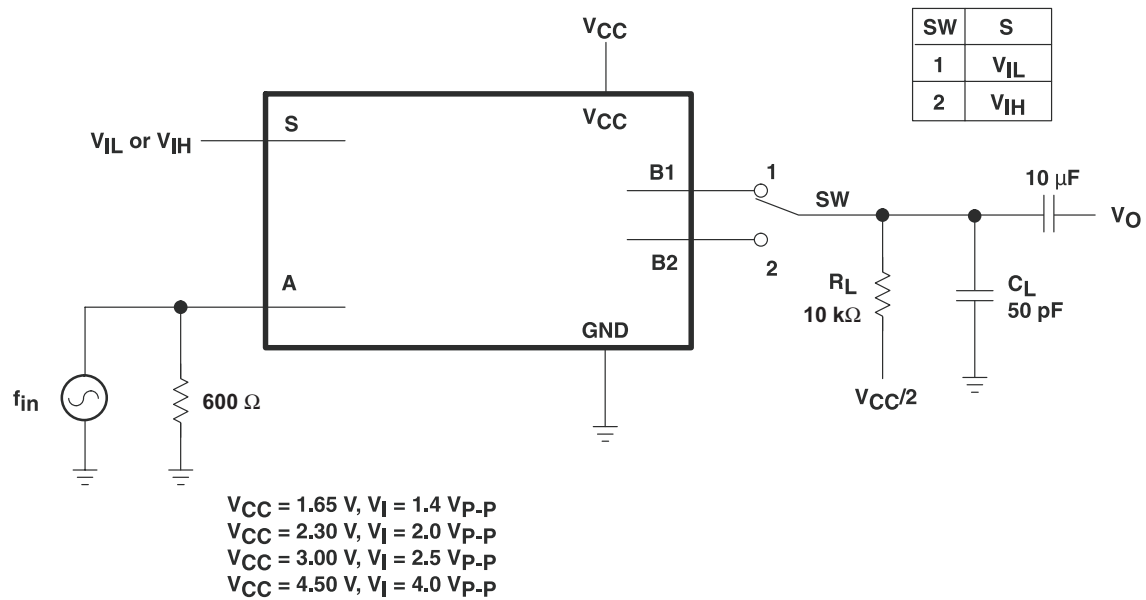 VCC
SW S
1 VIL
2 VIH
VCC
S
VIL or VIH
B1
1
SW
10 μF
VO
B2
2
A
RL
10 kΩ
CL
50 pF
GND
fin
600 Ω
VCC/2
VCC = 1.65 V, VI = 1.4 VP-P
VCC = 2.30 V, VI = 2.0 VP-P
VCC = 3.00 V, VI = 2.5 VP-P
VCC = 4.50 V, VI = 4.0 VP-P